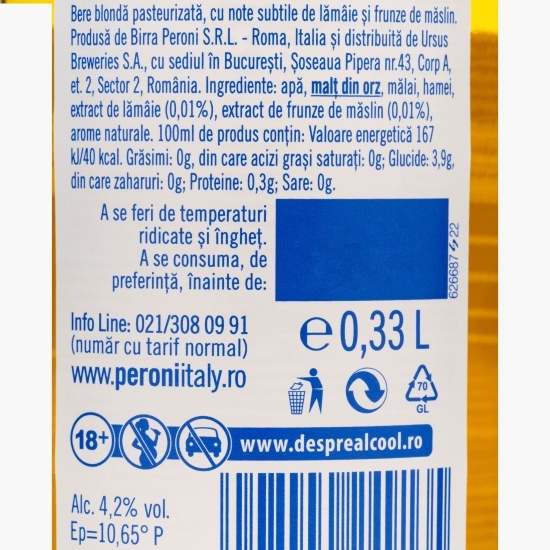 Bere blondă pasteurizată, cu note subtile de lămâie și frunze de măslin.
Produsă de Birra Peroni S.R.L. - Roma, Italia și distribuită de Ursus
Breweries S.A., cu sediul în București, Șoseaua Pipera nr.43, Corp A,
et. 2, Sector 2, România. Ingrediente: apă, malț din orz, mălai, hamei,
extract de lămâie (0,01%), extract de frunze de măslin (0,01%),
arome naturale. 100ml de produs conțin: Valoare energetică 167
kJ/40 kcal. Grăsimi: 0g, din care acizi grași saturați: 0g; Glucide: 3,9g,
din care zaharuri: 0g; Proteine: 0,3g; Sare: 0g.
A se feri de temperaturi
ridicate și îngheț.
A se consuma, de
preferință, înainte de:
626687 22
Info Line: 021/308 09 91
(număr cu tarif normal)
www.peroniitaly.ro
e 0,33 L
70
GL
18+
www.desprealcool.ro
Alc. 4,2% vol.
Ep=10,65° P